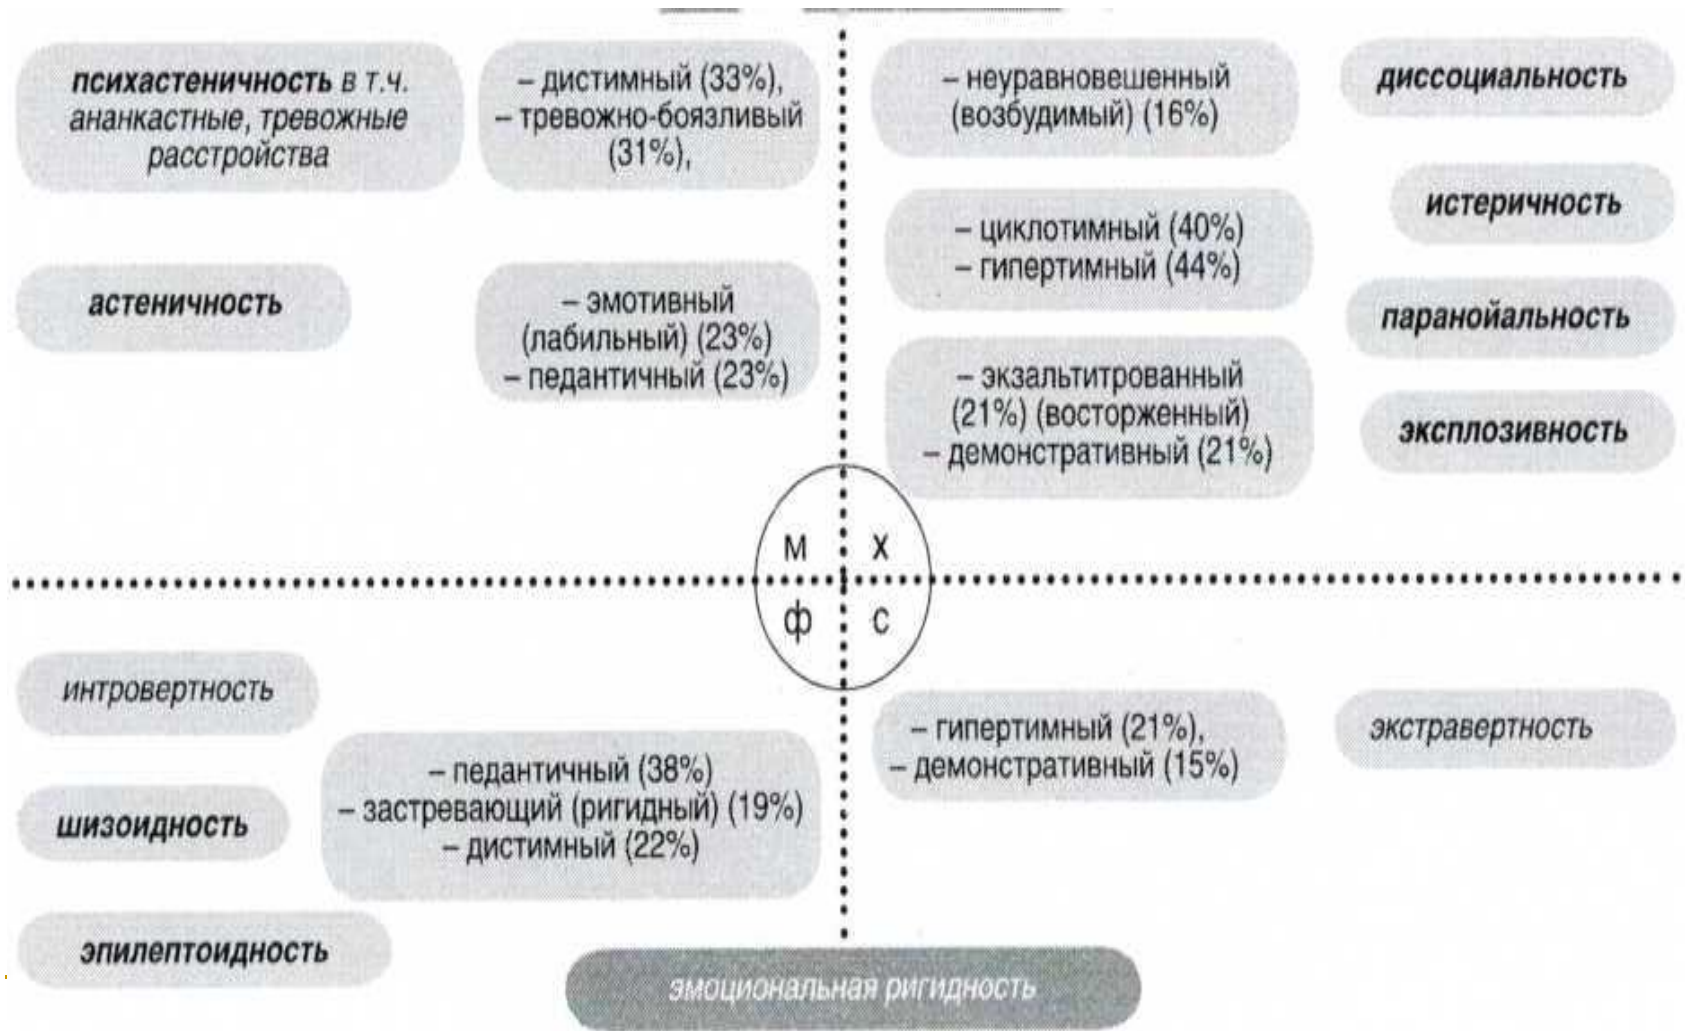 психастеничность в т.ч.
ананкастные, тревожные
расстройства
– дистимный (33%),
– тревожно-боязливый
(31%),
астеничность
– эмотивный
(лабильный) (23%)
– педантичный (23%)
– неуравновешенный
(возбудимый) (16%)
– циклотимный (40%)
– гипертимный (44%)
– экзальтитрованный
(21%) (восторженный)
– демонстративный (21%)
диссоциальность
истеричность
паранойальность
эксплозивность
м х
ф с
интровертность
шизоидность
эпилептоидность
– педантичный (38%)
– застревающий (ригидный) (19%)
– дистимный (22%)
– гипертимный (21%),
– демонстративный (15%)
экстравертность
эмоциональная ригидность